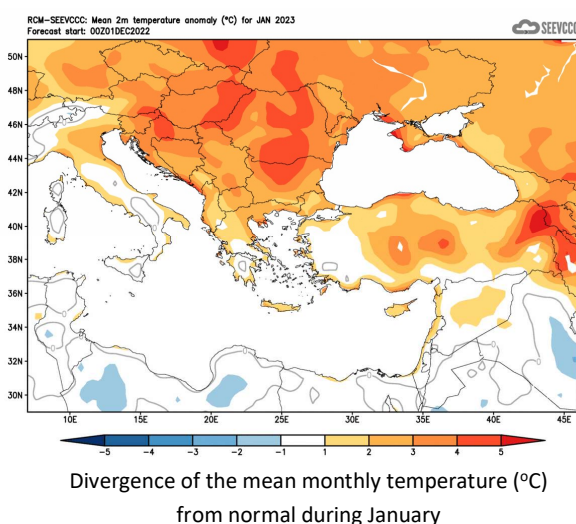 RCM-SEEVCCC: Mean 2m temperature anomaly (°C) for JAN 2023
Forecast start: 00Z01DEC2022
SEEVCCC
50N
48N
46N
44N
42N
40N
38N
36N
34N
32N
30N
10E 15E 20E 25E 30E 35E 40E 45E
-5 -4 -3 -2 -1 1 2 3 4 5
Divergence of the mean monthly temperature (°C)
from normal during January